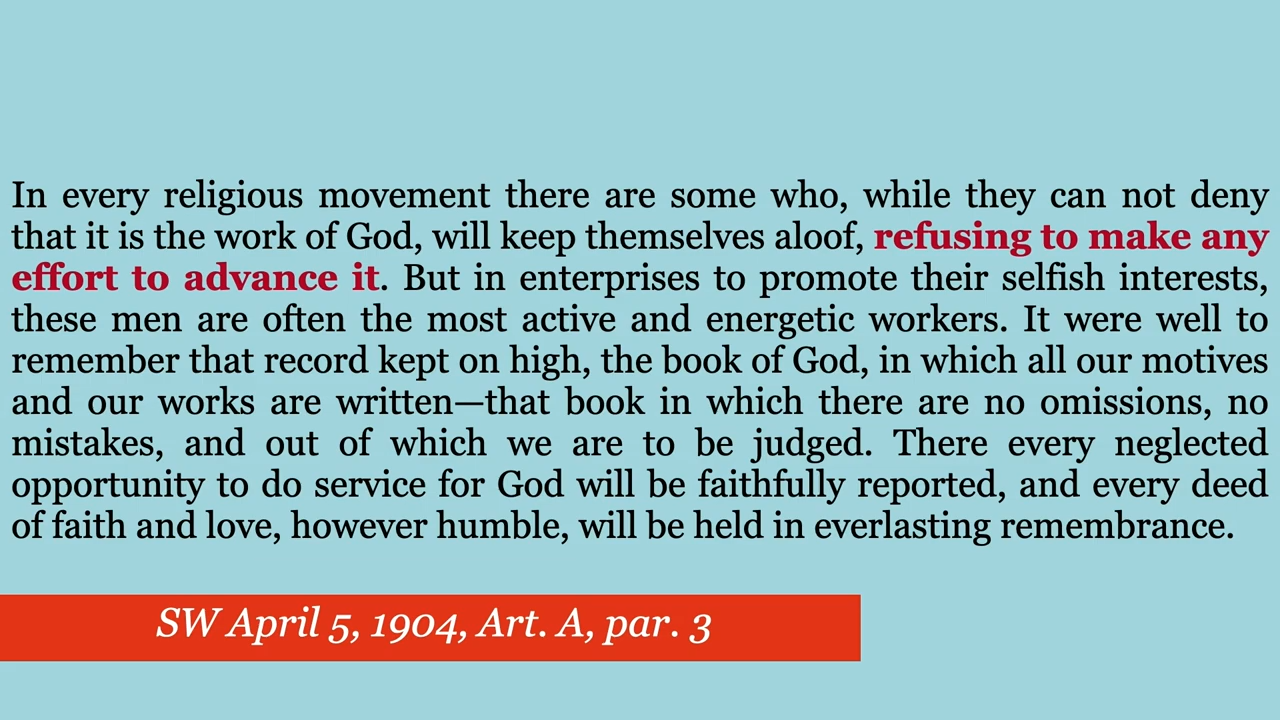 In every religious movement there are some who, while they can not deny
that it is the work of God, will keep themselves aloof, refusing to make any
effort to advance it. But in enterprises to promote their selfish interests,
these men are often the most active and energetic workers. It were well to
remember that record kept on high, the book of God, in which all our motives
and our works are written—that book in which there are no omissions, no
mistakes, and out of which we are to be judged. There every neglected
opportunity to do service for God will be faithfully reported, and every deed
of faith and love, however humble, will be held in everlasting remembrance.
SW April 5, 1904, Art. A, par. 3